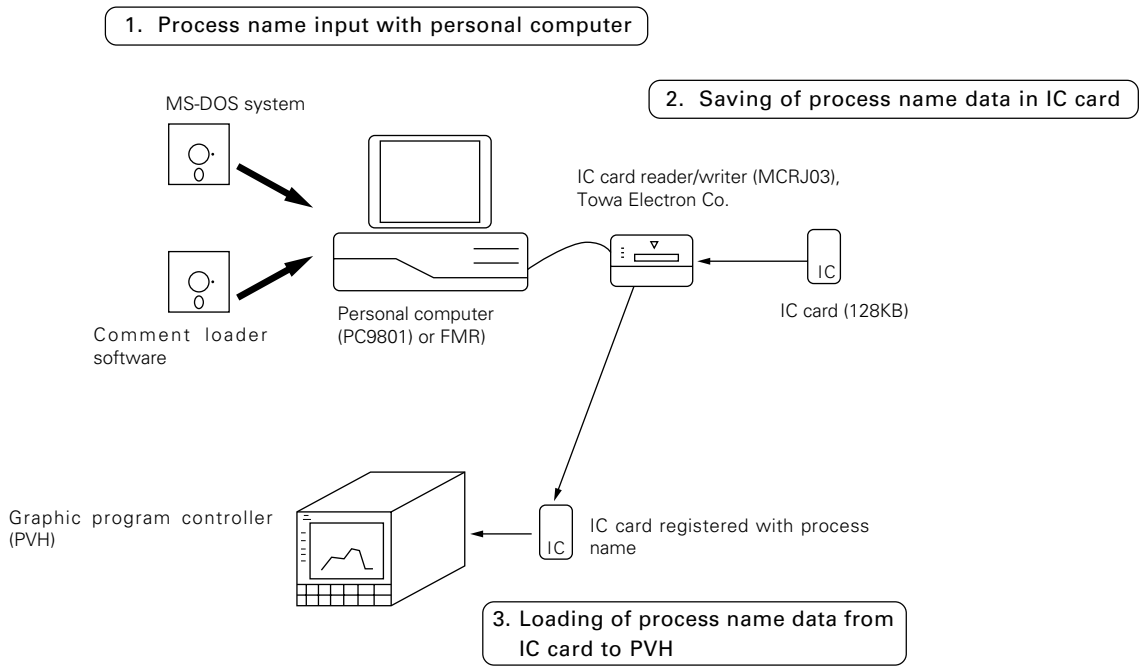 1. Process name input with personal computer
MS-DOS system
2. Saving of process name data in IC card
IC card reader/writer (MCRJ03),
Towa Electron Co.
IC
IC card (128KB)
Personal computer
(PC9801) or FMR)
Comment loader
software
Graphic program controller
(PVH)
IC
IC card registered with process
name
3. Loading of process name data from
IC card to PVH